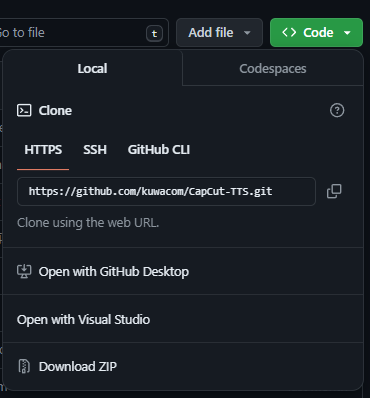 Go to file
t
Add file
Code
Local
Codespaces
Clone
HTTPS
SSH
GitHub CLI
https://github.com/kuwacom/CapCut-TTS.git
Clone using the web URL.
Open with GitHub Desktop
Open with Visual Studio
Download ZIP